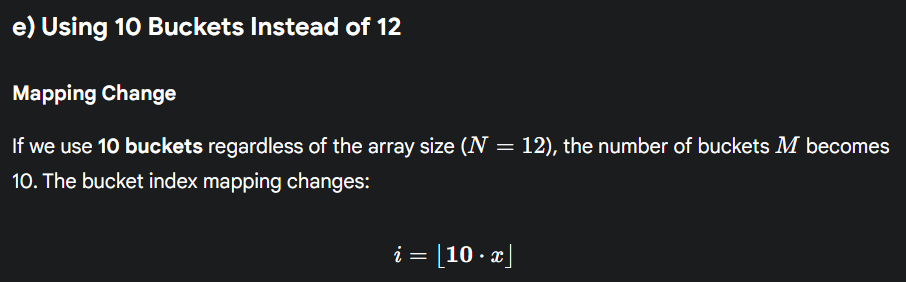 e) Using 10 Buckets Instead of 12
Mapping Change
If we use 10 buckets regardless of the array size (N = 12), the number of buckets M becomes
10. The bucket index mapping changes:
i = ⌊10 · x⌋